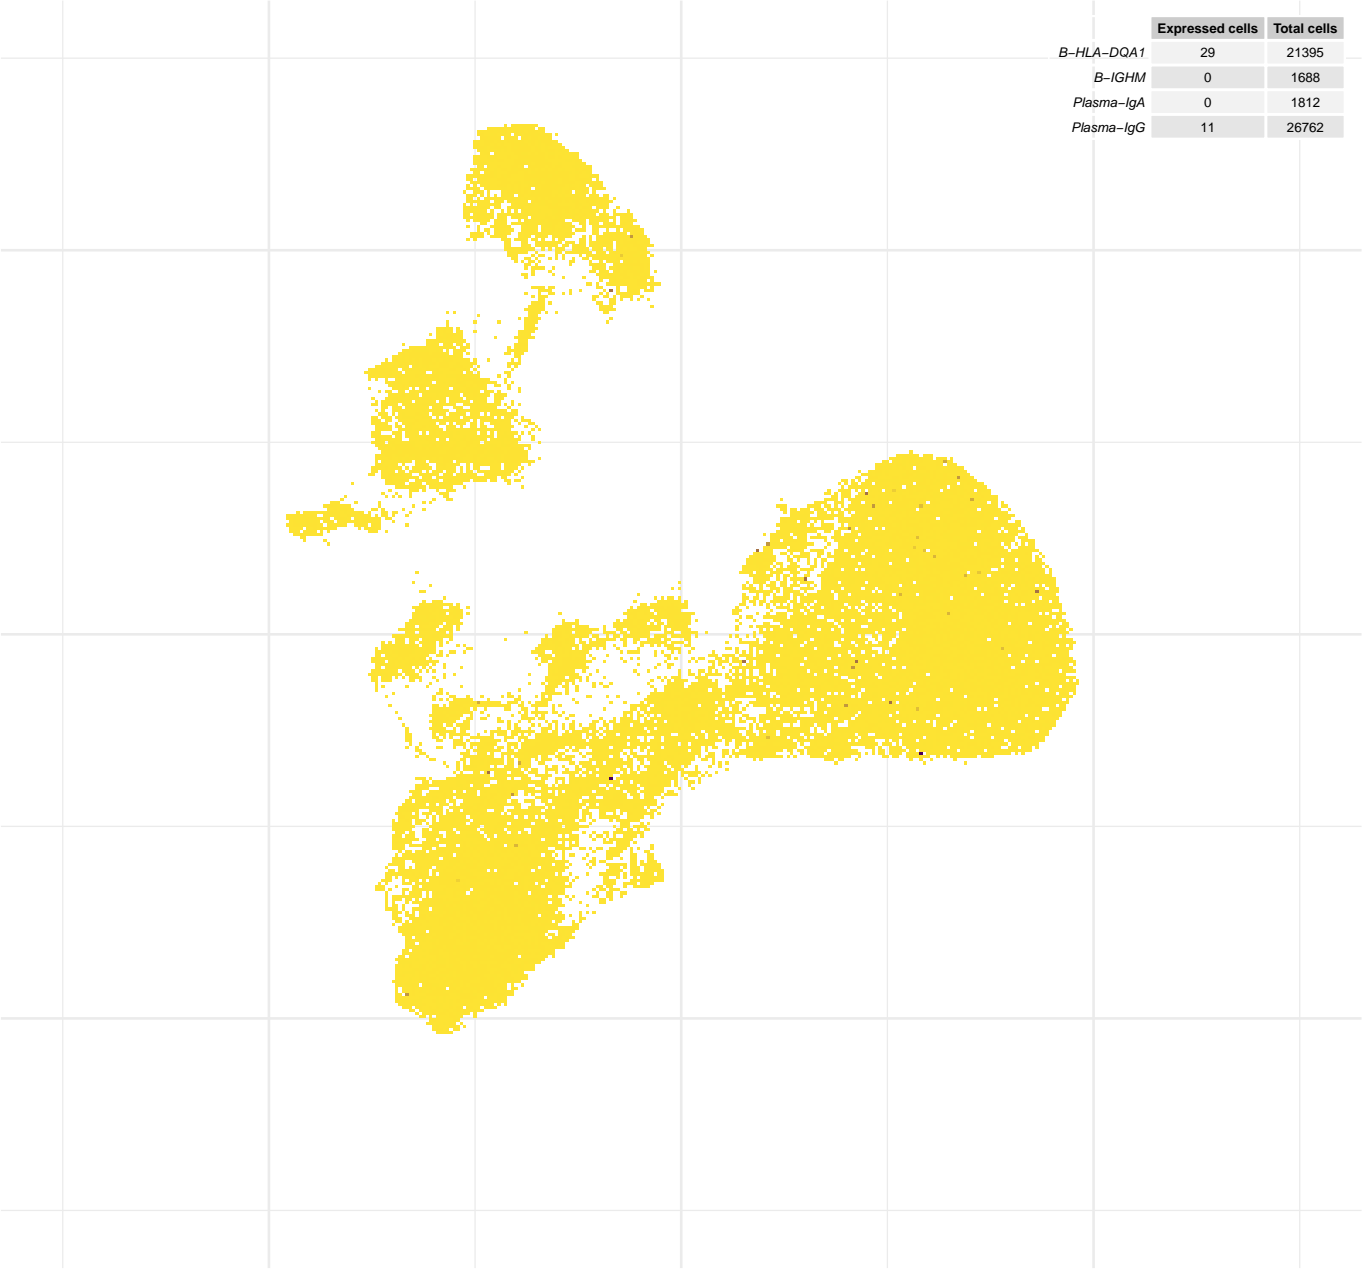 Expressed cells Total cells
B−HLA−DQA1 29 21395
B−IGHM 0 1688
Plasma−IgA 0 1812
Plasma−IgG 11 26762